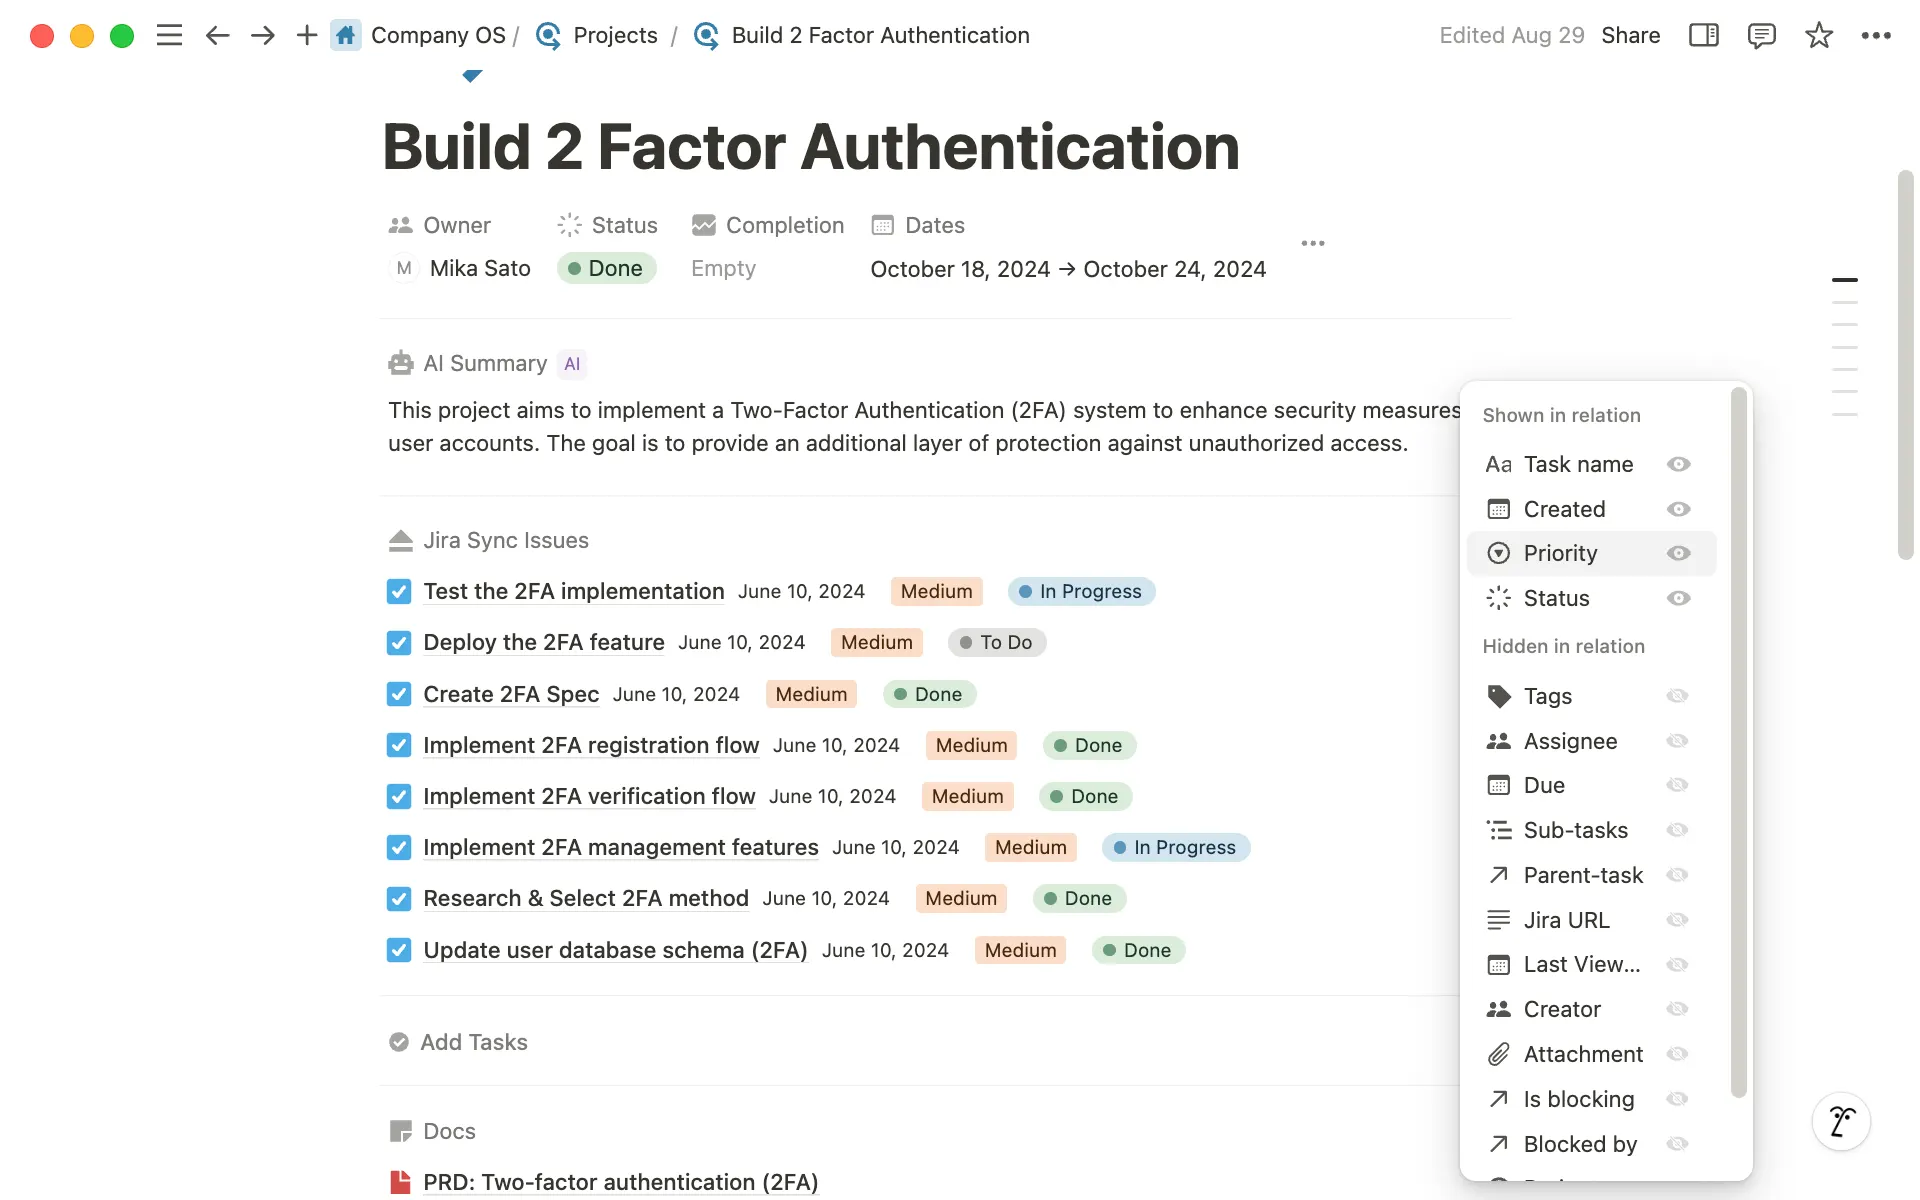 Company OS / Projects / Build 2 Factor Authentication
Edited Aug 29 Share
Build 2 Factor Authentication
Owner Status Completion Dates
M Mika Sato Done Empty October 18, 2024 → October 24, 2024
AI Summary AI
This project aims to implement a Two-Factor Authentication (2FA) system to enhance security measures
user accounts. The goal is to provide an additional layer of protection against unauthorized access.
Jira Sync Issues
Test the 2FA implementation June 10, 2024 Medium In Progress
Deploy the 2FA feature June 10, 2024 Medium To Do
Create 2FA Spec June 10, 2024 Medium Done
Implement 2FA registration flow June 10, 2024 Medium Done
Implement 2FA verification flow June 10, 2024 Medium Done
Implement 2FA management features June 10, 2024 Medium In Progress
Research & Select 2FA method June 10, 2024 Medium Done
Update user database schema (2FA) June 10, 2024 Medium Done
Add Tasks
Docs
PRD: Two-factor authentication (2FA)
Shown in relation
Aa Task name
Created
Priority
Status
Hidden in relation
Tags
Assignee
Due
Sub-tasks
Parent-task
Jira URL
Last View...
Creator
Attachment
Is blocking
Blocked by